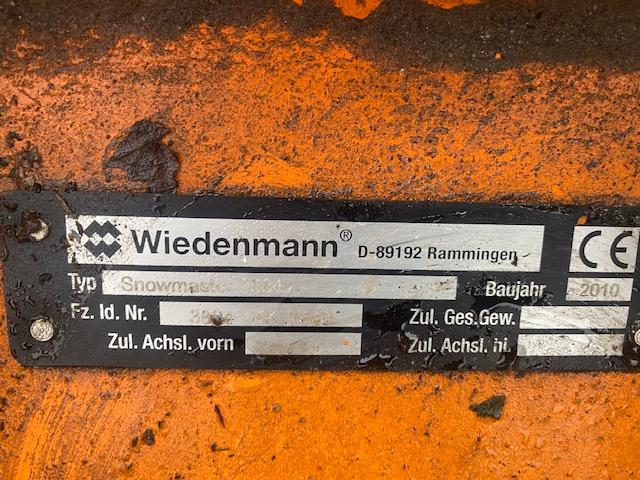 Wiedenmann® D-89192 Rammingen CE
Typ Snowmaster Baujahr 2010
Fz. Id. Nr. Zul. Ges.Gew.
Zul. Achsl. vorn Zul. Achsl. hi.